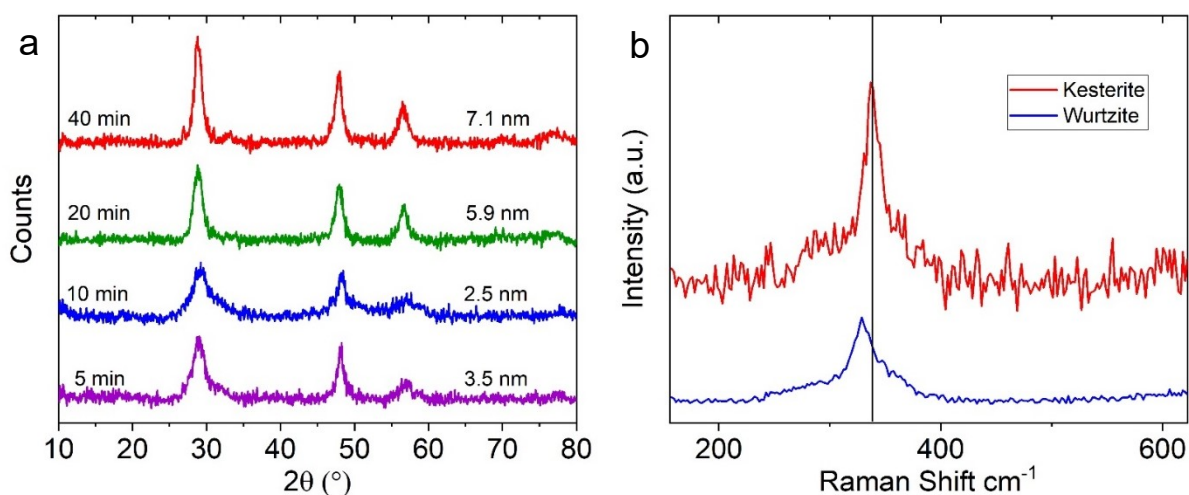 a
40 min
7.1 nm
20 min
5.9 nm
10 min
2.5 nm
5 min
3.5 nm
Counts
10 20 30 40 50 60 70 80
2θ (°)
b
Kesterite
Wurtzite
Intensity (a.u.)
200 400 600
Raman Shift cm⁻¹